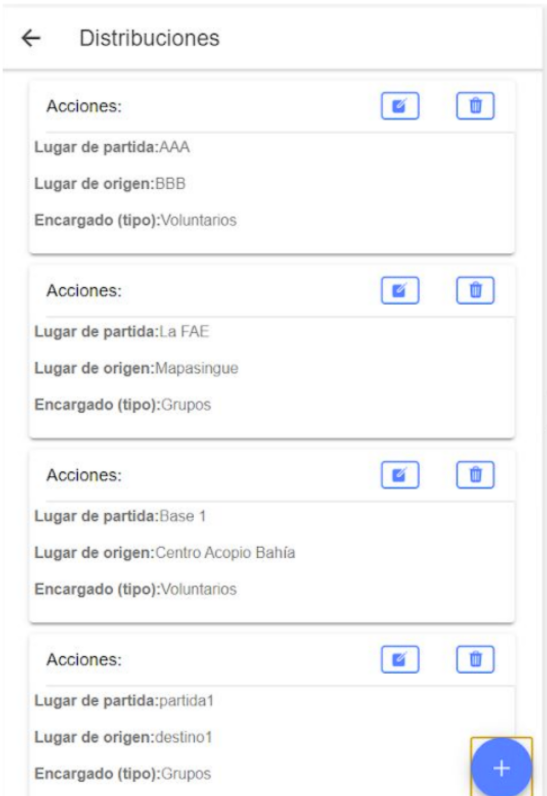 Distribuciones
Acciones:
Lugar de partida:AAA
Lugar de origen:BBB
Encargado (tipo):Voluntarios
Acciones:
Lugar de partida:La FAE
Lugar de origen:Mapasingue
Encargado (tipo):Grupos
Acciones:
Lugar de partida:Base 1
Lugar de origen:Centro Acopio Bahía
Encargado (tipo):Voluntarios
Acciones:
Lugar de partida:partida1
Lugar de origen:destino1
Encargado (tipo):Grupos